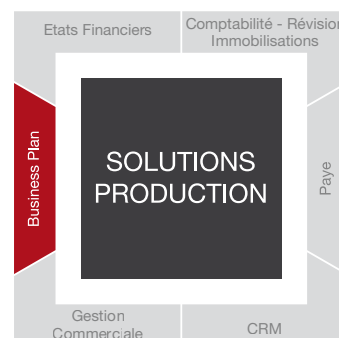 Etats Financiers
Comptabilité - Révision
Immobilisations
Business Plan
SOLUTIONS
PRODUCTION
Paye
Gestion
Commerciale
CRM